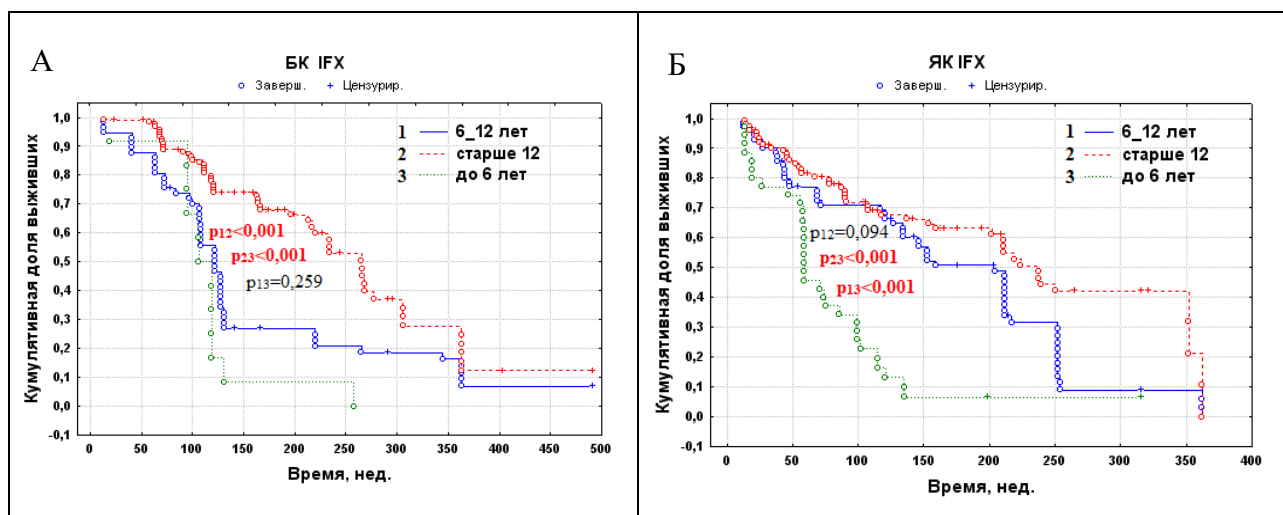 А
БК IFX
Заверш. Цензурир.
1 6_12 лет
2 старше 12
3 до 6 лет
p12<0,001
p23<0,001
p13=0,259
Кумулятивная доля выживших
1,0
0,9
0,8
0,7
0,6
0,5
0,4
0,3
0,2
0,1
0,0
-0,1
0 50 100 150 200 250 300 350 400 450 500
Время, нед.
Б
ЯК IFX
Заверш. Цензурир.
1 6_12 лет
2 старше 12
3 до 6 лет
p12=0,094
p23<0,001
p13<0,001
Кумулятивная доля выживших
1,0
0,9
0,8
0,7
0,6
0,5
0,4
0,3
0,2
0,1
0,0
-0,1
0 50 100 150 200 250 300 350 400
Время, нед.